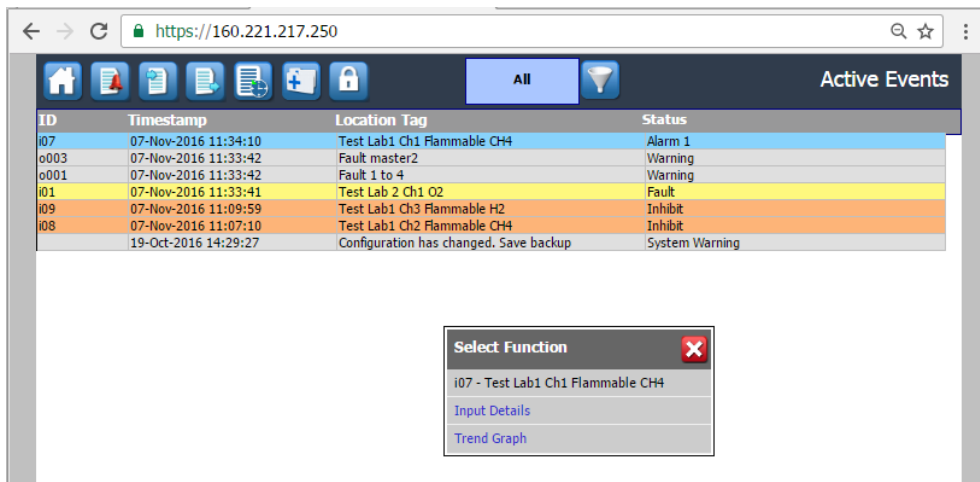 https://160.221.217.250
All
Active Events
ID Timestamp Location Tag Status
i07 07-Nov-2016 11:34:10 Test Lab1 Ch1 Flammable CH4 Alarm 1
o003 07-Nov-2016 11:33:42 Fault master2 Warning
o001 07-Nov-2016 11:33:42 Fault 1 to 4 Warning
i01 07-Nov-2016 11:33:41 Test Lab 2 Ch1 O2 Fault
i09 07-Nov-2016 11:09:59 Test Lab1 Ch3 Flammable H2 Inhibit
i08 07-Nov-2016 11:07:10 Test Lab1 Ch2 Flammable CH4 Inhibit
19-Oct-2016 14:29:27 Configuration has changed. Save backup System Warning
Select Function
i07 - Test Lab1 Ch1 Flammable CH4
Input Details
Trend Graph